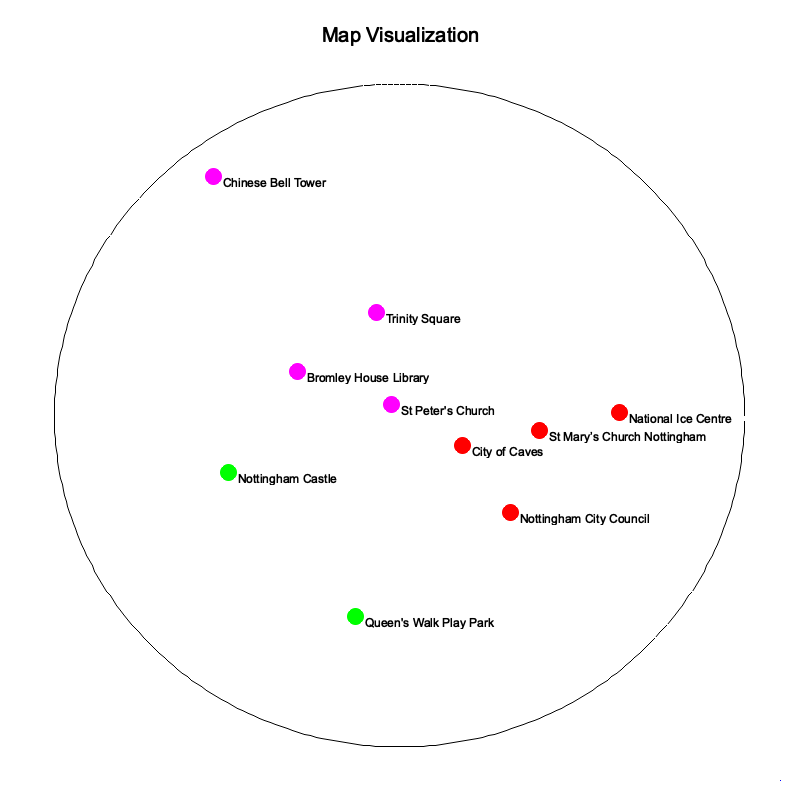 Map Visualization
Chinese Bell Tower
Trinity Square
Bromley House Library
St Peter's Church
National Ice Centre
St Mary's Church Nottingham
City of Caves
Nottingham Castle
Nottingham City Council
Queen's Walk Play Park